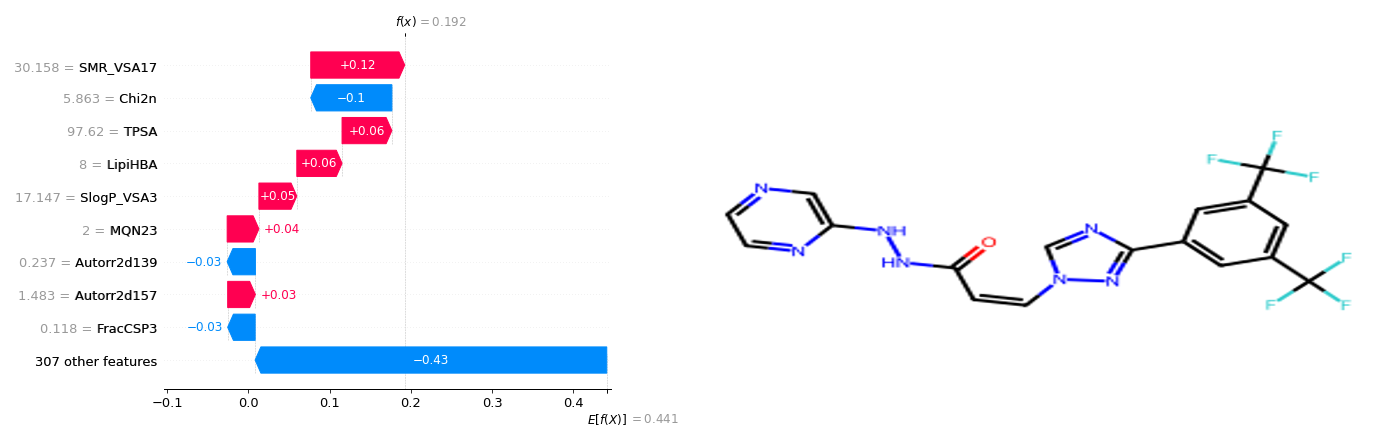 f(x) = 0.192
30.158 = SMR_VSA17
+0.12
5.863 = Chi2n
−0.1
97.62 = TPSA
+0.06
8 = LipiHBA
+0.06
17.147 = SlogP_VSA3
+0.05
2 = MQN23
+0.04
0.237 = Autorr2d139
−0.03
1.483 = Autorr2d157
+0.03
0.118 = FracCSP3
−0.03
307 other features
−0.43
−0.1 0.0 0.1 0.2 0.3 0.4
E[f(X)] = 0.441
N
N
NH
HN
O
N
N
N
F
F
F
F
F
F